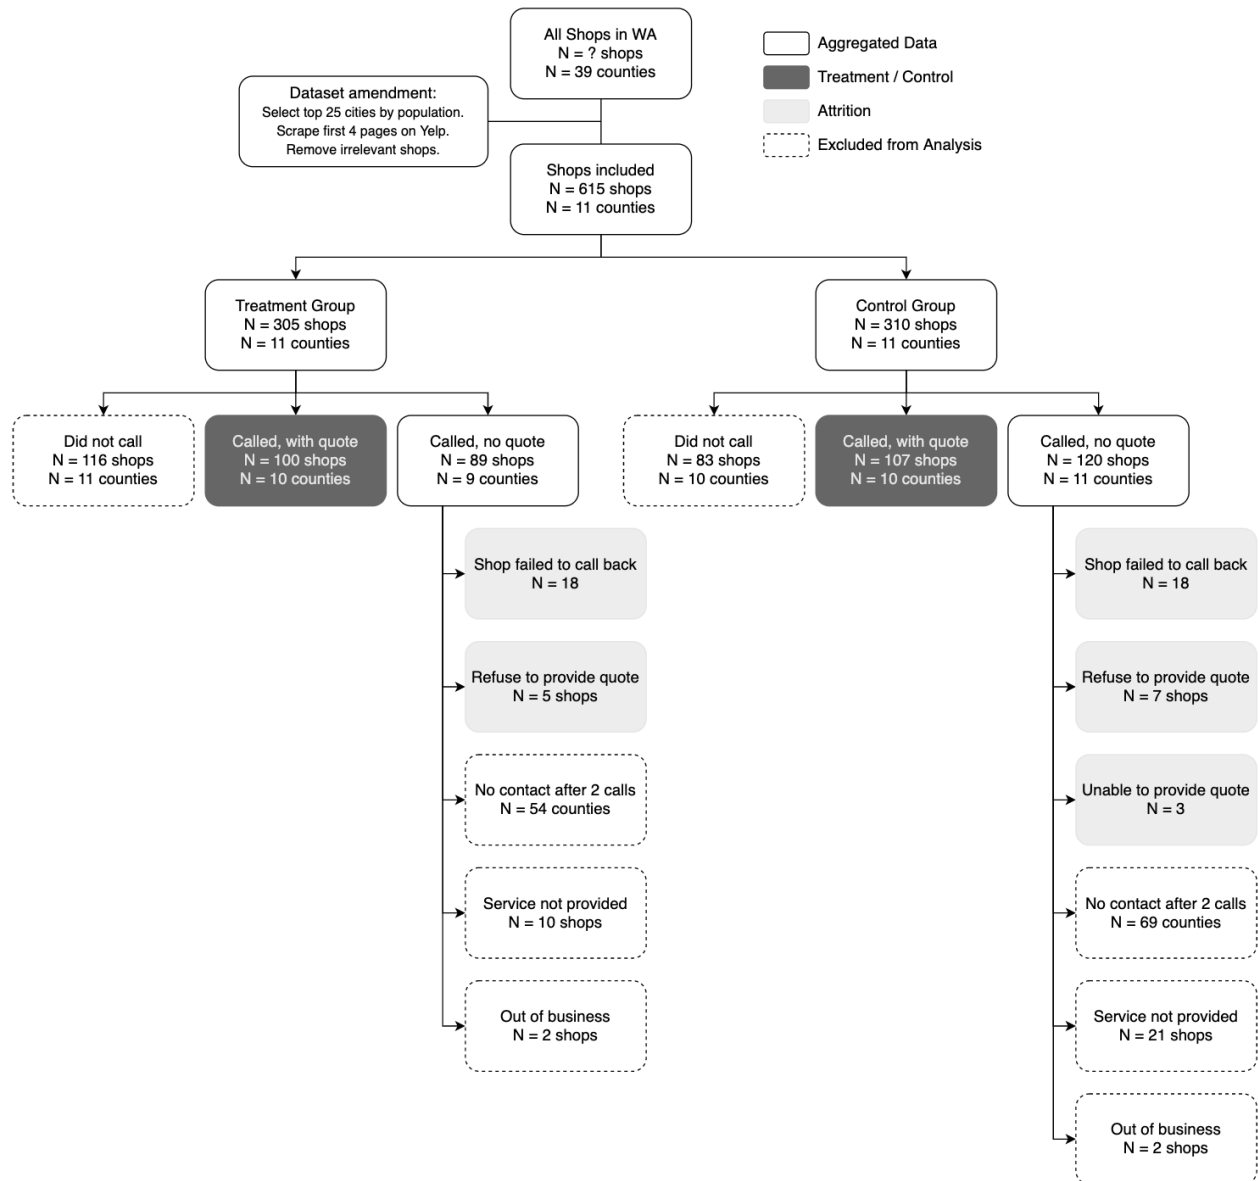 All Shops in WA
N = ? shops
N = 39 counties
Aggregated Data
Treatment / Control
Attrition
Excluded from Analysis
Dataset amendment:
Select top 25 cities by population.
Scrape first 4 pages on Yelp.
Remove irrelevant shops.
Shops included
N = 615 shops
N = 11 counties
Treatment Group
N = 305 shops
N = 11 counties
Control Group
N = 310 shops
N = 11 counties
Did not call
N = 116 shops
N = 11 counties
Called, with quote
N = 100 shops
N = 10 counties
Called, no quote
N = 89 shops
N = 9 counties
Did not call
N = 83 shops
N = 10 counties
Called, with quote
N = 107 shops
N = 10 counties
Called, no quote
N = 120 shops
N = 11 counties
Shop failed to call back
N = 18
Refuse to provide quote
N = 5 shops
No contact after 2 calls
N = 54 counties
Service not provided
N = 10 shops
Out of business
N = 2 shops
Shop failed to call back
N = 18
Refuse to provide quote
N = 7 shops
Unable to provide quote
N = 3
No contact after 2 calls
N = 69 counties
Service not provided
N = 21 shops
Out of business
N = 2 shops